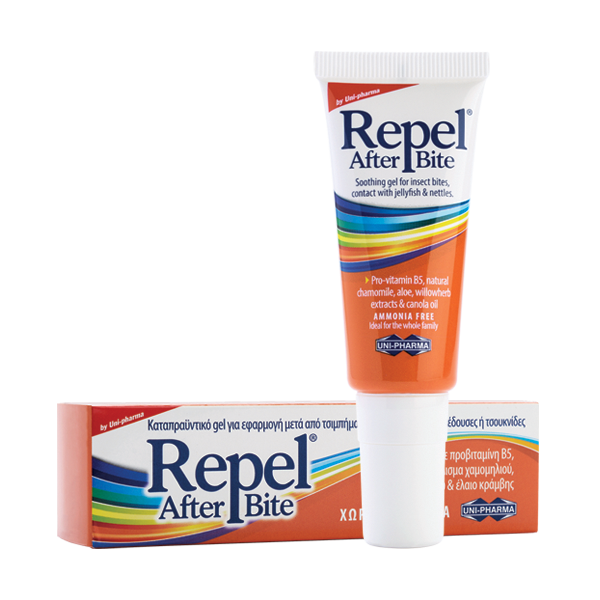 by Uni-pharma
Repel®
After Bite
Soothing gel for insect bites,
contact with jellyfish & nettles.
Pro-vitamin B5, natural
chamomile, aloe, willowherb
extracts & canola oil
AMMONIA FREE
Ideal for the whole family
UNI-PHARMA
by Uni-pharma
Καταπραϋντικό gel για εφαρμογή μετά από τσιμπήμα
έδουσες ή τσουκνίδες
Repel®
After Bite
ε προβιταμίνη B5,
χαμομηλιού,
& έλαιο κράμβης
ΧΩΡ
Α
UNI-PHARMA